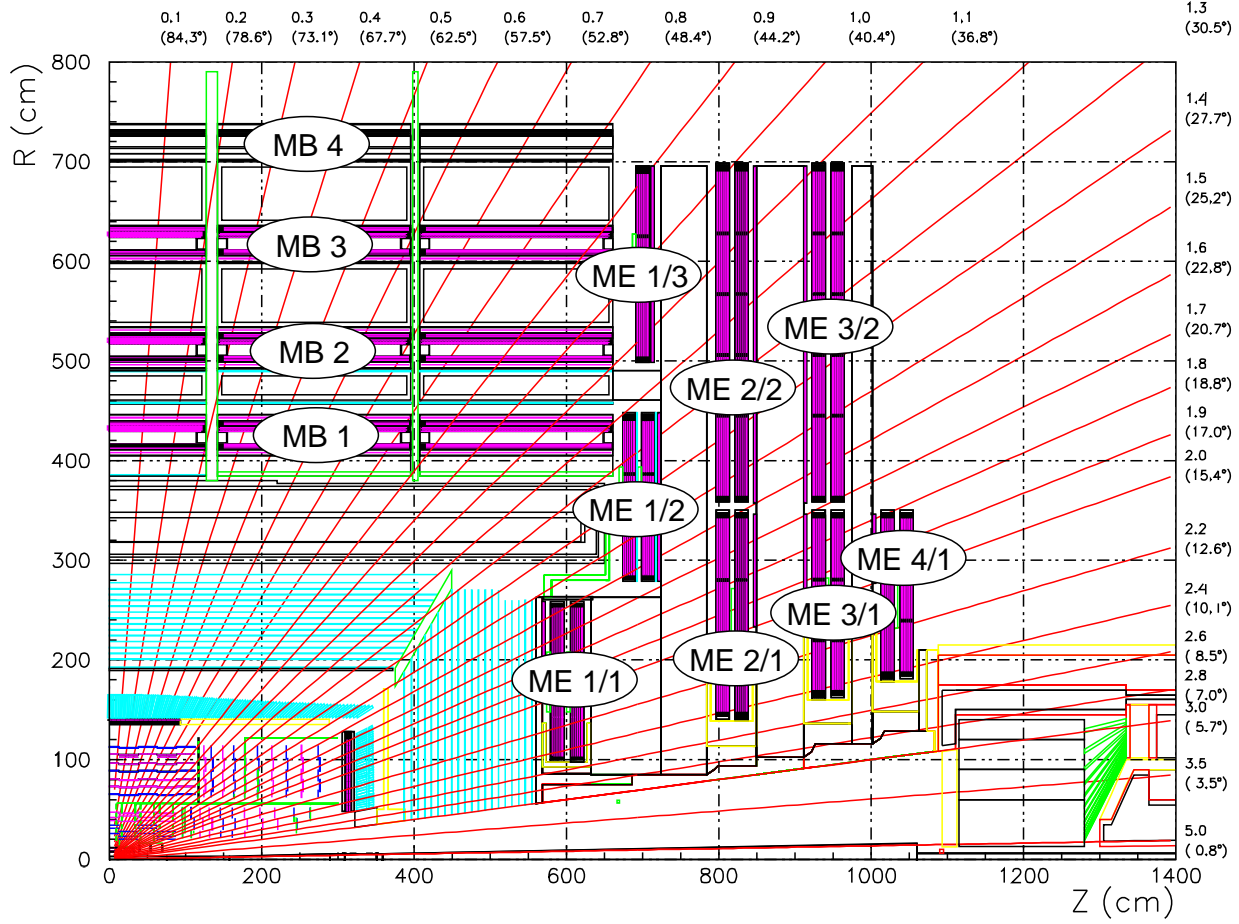 0.1 0.2 0.3 0.4 0.5 0.6 0.7 0.8 0.9 1.0 1.1 1.3
(84.3°) (78.6°) (73.1°) (67.7°) (62.5°) (57.5°) (52.8°) (48.4°) (44.2°) (40.4°) (36.8°) (30.5°)
R (cm)
800
700
600
500
400
300
200
100
0
MB 4
MB 3
MB 2
MB 1
ME 1/3
ME 3/2
ME 2/2
ME 1/2
ME 4/1
ME 3/1
ME 2/1
ME 1/1
1.4
(27.7°)
1.5
(25.2°)
1.6
(22.8°)
1.7
(20.7°)
1.8
(18.8°)
1.9
(17.0°)
2.0
(15.4°)
2.2
(12.6°)
2.4
(10.1°)
2.6
( 8.5°)
2.8
( 7.0°)
3.0
( 5.7°)
3.5
( 3.5°)
5.0
( 0.8°)
0 200 400 600 800 1000 1200 1400
Z (cm)